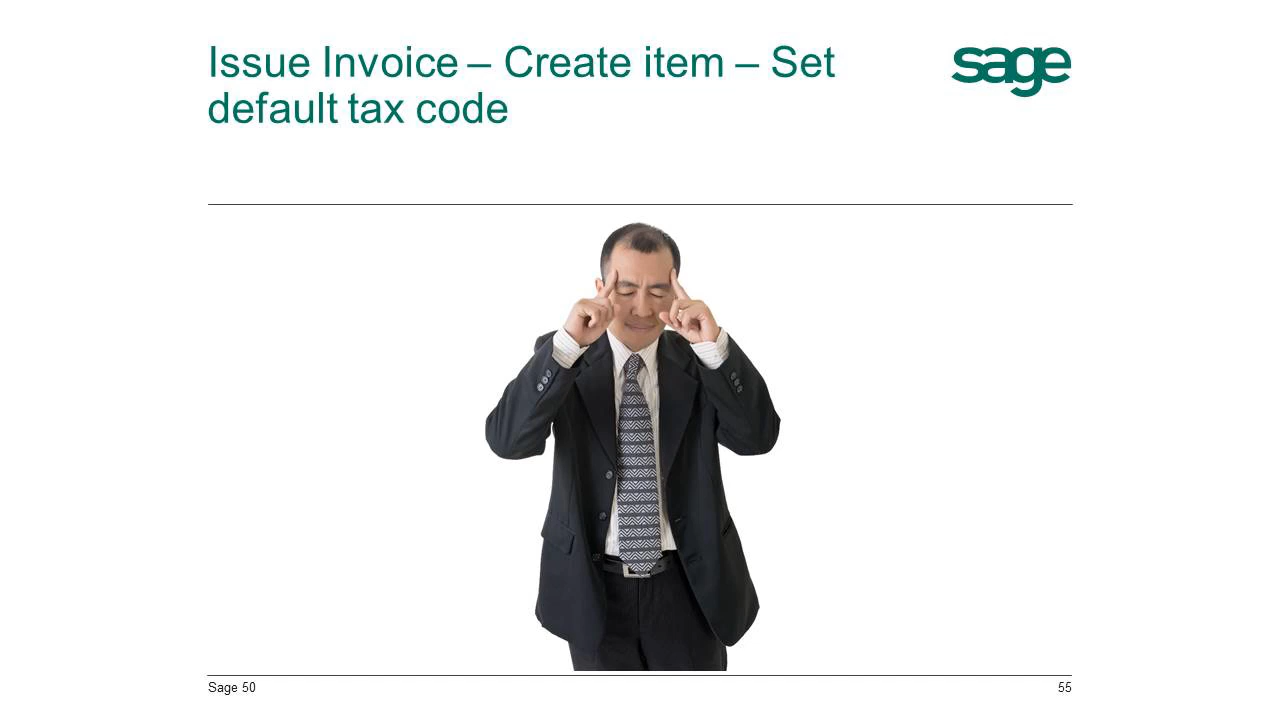 Issue Invoice – Create item – Set
default tax code
sage
Sage 50
55